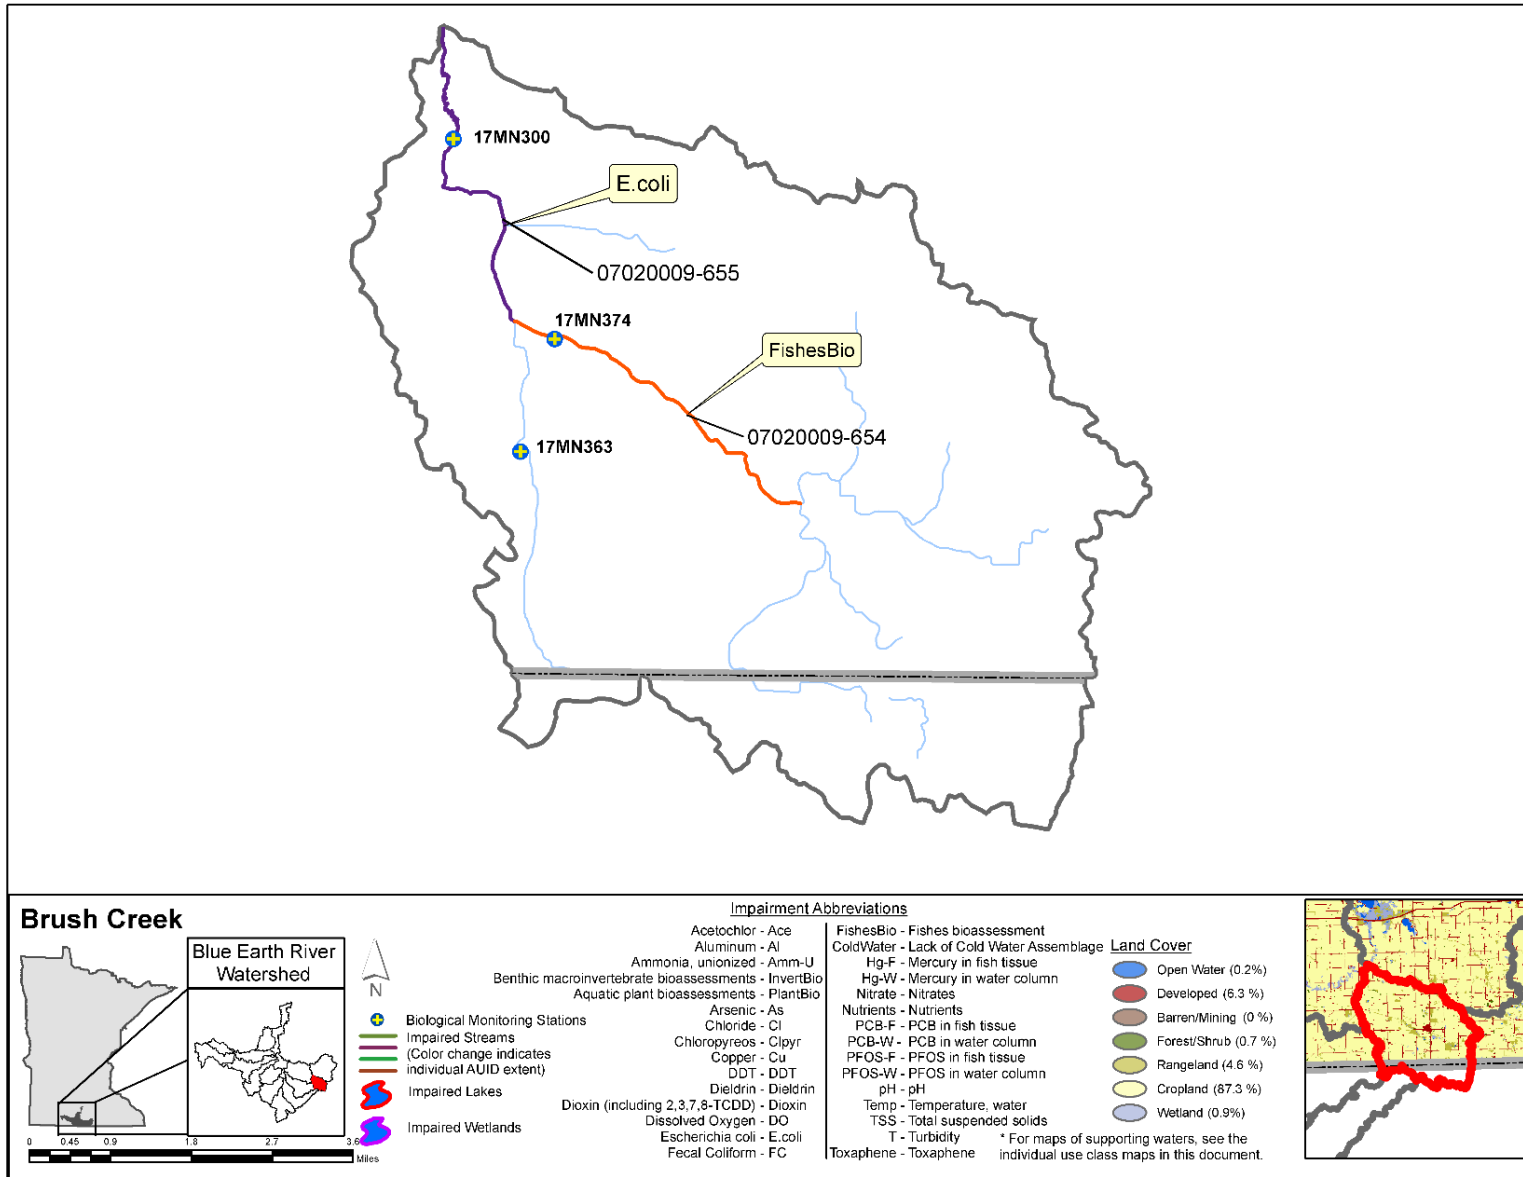 17MN300
E.coli
07020009-655
17MN374
FishesBio
07020009-654
17MN363
Brush Creek
Blue Earth River
Watershed
N
Biological Monitoring Stations
Impaired Streams
(Color change indicates
individual AUID extent)
Impaired Lakes
Impaired Wetlands
0 0.45 0.9 1.8 2.7 3.6
Miles
Impairment Abbreviations
Acetochlor - Ace
Aluminum - Al
Ammonia, unionized - Amm-U
Benthic macroinvertebrate bioassessments - InvertBio
Aquatic plant bioassessments - PlantBio
Arsenic - As
Chloride - Cl
Chloropyreos - Clpyr
Copper - Cu
DDT - DDT
Dieldrin - Dieldrin
Dioxin (including 2,3,7,8-TCDD) - Dioxin
Dissolved Oxygen - DO
Escherichia coli - E.coli
Fecal Coliform - FC
FishesBio - Fishes bioassessment
ColdWater - Lack of Cold Water Assemblage
Hg-F - Mercury in fish tissue
Hg-W - Mercury in water column
Nitrate - Nitrates
Nutrients - Nutrients
PCB-F - PCB in fish tissue
PCB-W - PCB in water column
PFOS-F - PFOS in fish tissue
PFOS-W - PFOS in water column
pH - pH
Temp - Temperature, water
TSS - Total suspended solids
T - Turbidity
Toxaphene - Toxaphene
Land Cover
Open Water (0.2%)
Developed (6.3 %)
Barren/Mining (0 %)
Forest/Shrub (0.7 %)
Rangeland (4.6 %)
Cropland (87.3 %)
Wetland (0.9%)
* For maps of supporting waters, see the
individual use class maps in this document.